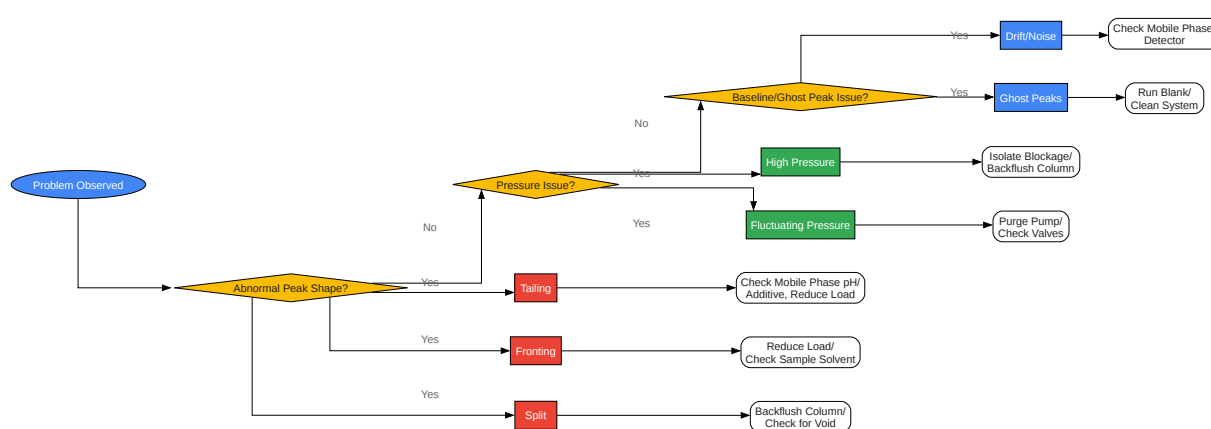 Yes
Drift/Noise
Check Mobile Phase
Detector
Baseline/Ghost Peak Issue?
Yes
Ghost Peaks
Run Blank/
Clean System
No
High Pressure
Isolate Blockage/
Backflush Column
Problem Observed
Pressure Issue?
Yes
No
Yes
Fluctuating Pressure
Purge Pump/
Check Valves
Abnormal Peak Shape?
Yes
Tailing
Check Mobile Phase pH/
Additive, Reduce Load
Yes
Fronting
Reduce Load/
Check Sample Solvent
Yes
Split
Backflush Column/
Check for Void